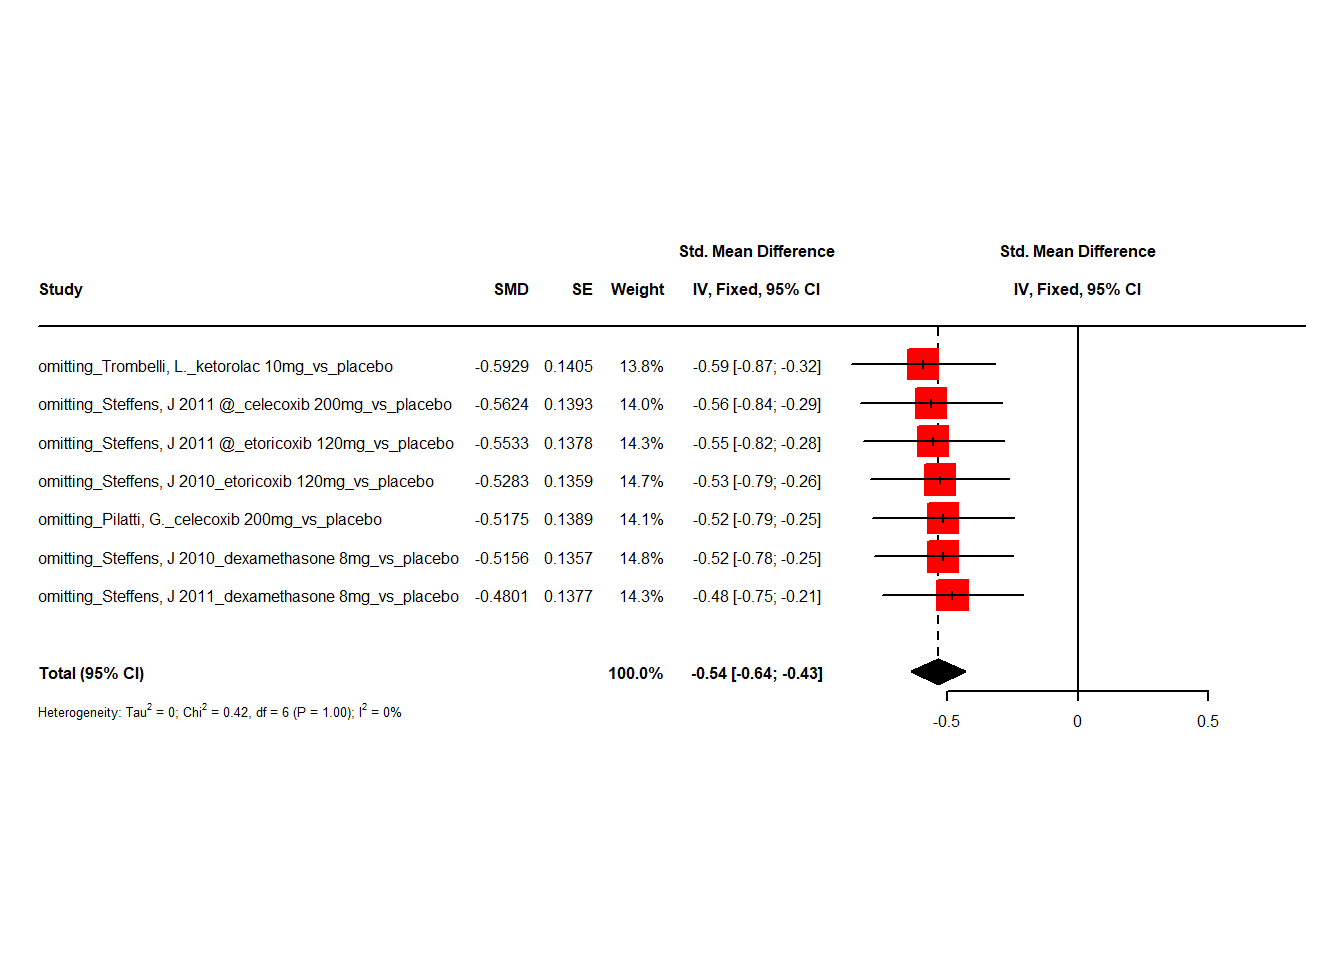 Std. Mean Difference Std. Mean Difference
Study SMD SE Weight IV, Fixed, 95% CI IV, Fixed, 95% CI
omitting_Trombelli, L._ketorolac 10mg_vs_placebo -0.5929 0.1405 13.8% -0.59 [-0.87; -0.32]
omitting_Steffens, J 2011 @_celecoxib 200mg_vs_placebo -0.5624 0.1393 14.0% -0.56 [-0.84; -0.29]
omitting_Steffens, J 2011 @_etoricoxib 120mg_vs_placebo -0.5533 0.1378 14.3% -0.55 [-0.82; -0.28]
omitting_Steffens, J 2010_etoricoxib 120mg_vs_placebo -0.5283 0.1359 14.7% -0.53 [-0.79; -0.26]
omitting_Pilatti, G._celecoxib 200mg_vs_placebo -0.5175 0.1389 14.1% -0.52 [-0.79; -0.25]
omitting_Steffens, J 2010_dexamethasone 8mg_vs_placebo -0.5156 0.1357 14.8% -0.52 [-0.78; -0.25]
omitting_Steffens, J 2011_dexamethasone 8mg_vs_placebo -0.4801 0.1377 14.3% -0.48 [-0.75; -0.21]
Total (95% CI) 100.0% -0.54 [-0.64; -0.43]
Heterogeneity: Tau² = 0; Chi² = 0.42, df = 6 (P = 1.00); I² = 0%
-0.5 0 0.5